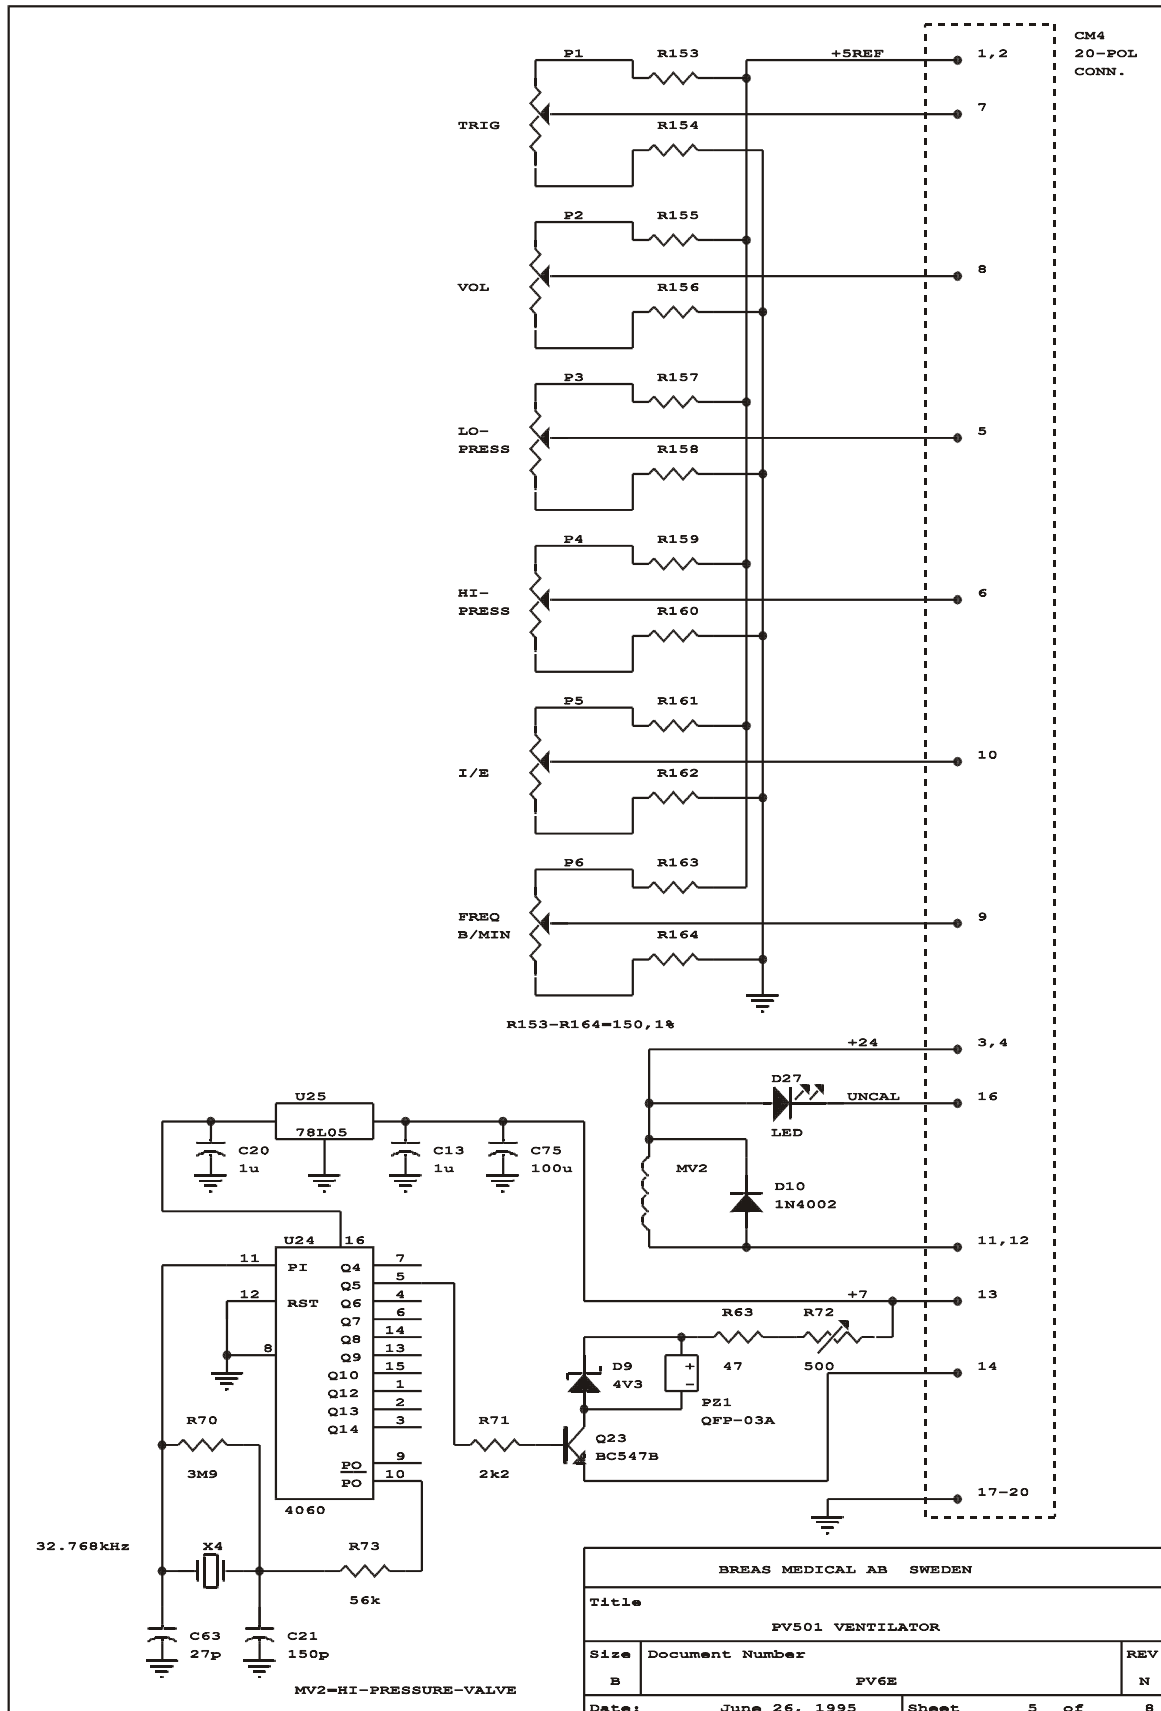 CM4
20-POL
CONN.
P1
R153
+5REF
1,2
7
TRIG
R154
P2
R155
8
VOL
R156
P3
R157
LO-
PRESS
5
R158
P4
R159
HI-
PRESS
6
R160
P5
R161
10
I/E
R162
P6
R163
FREQ
B/MIN
9
R164
R153-R164=150,1%
+24
3,4
D27
UNCAL
16
LED
U25
78L05
C20
1u
C13
1u
C75
100u
MV2
D10
1N4002
11,12
U24
16
11
PI
Q4
7
Q5
5
12
RST
Q6
4
Q7
6
Q8
14
8
Q9
13
Q10
15
Q12
1
Q13
2
Q14
3
PO
9
PO
10
4060
+7
13
R63
47
R72
500
14
D9
4V3
+
-
PZ1
QFP-03A
R70
3M9
R71
2k2
Q23
BC547B
17-20
32.768kHz
X4
R73
56k
C63
27p
C21
150p
MV2=HI-PRESSURE-VALVE
BREAS MEDICAL AB SWEDEN
Title
PV501 VENTILATOR
Size
Document Number
REV
B
PV6E
N
Date: June 26, 1995
Sheet 5 of 8